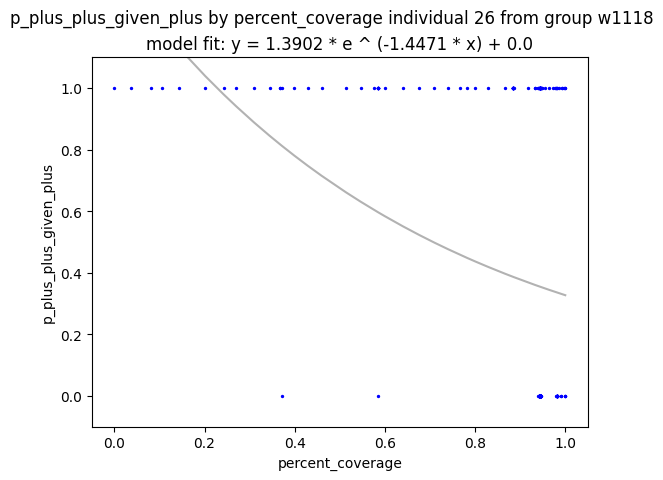 p_plus_plus_given_plus by percent_coverage individual 26 from group w1118
model fit: y = 1.3902 * e ^ (-1.4471 * x) + 0.0
1.0
0.8
0.6
0.4
0.2
0.0
p_plus_plus_given_plus
0.0 0.2 0.4 0.6 0.8 1.0
percent_coverage